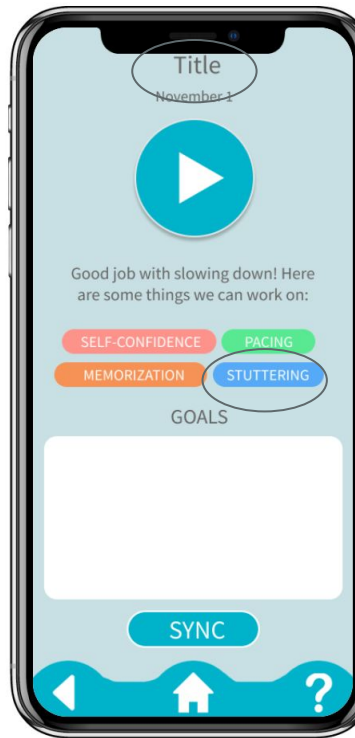 Title
November 1
Good job with slowing down! Here
are some things we can work on:
SELF-CONFIDENCE PACING
MEMORIZATION STUTTERING
GOALS
SYNC
?